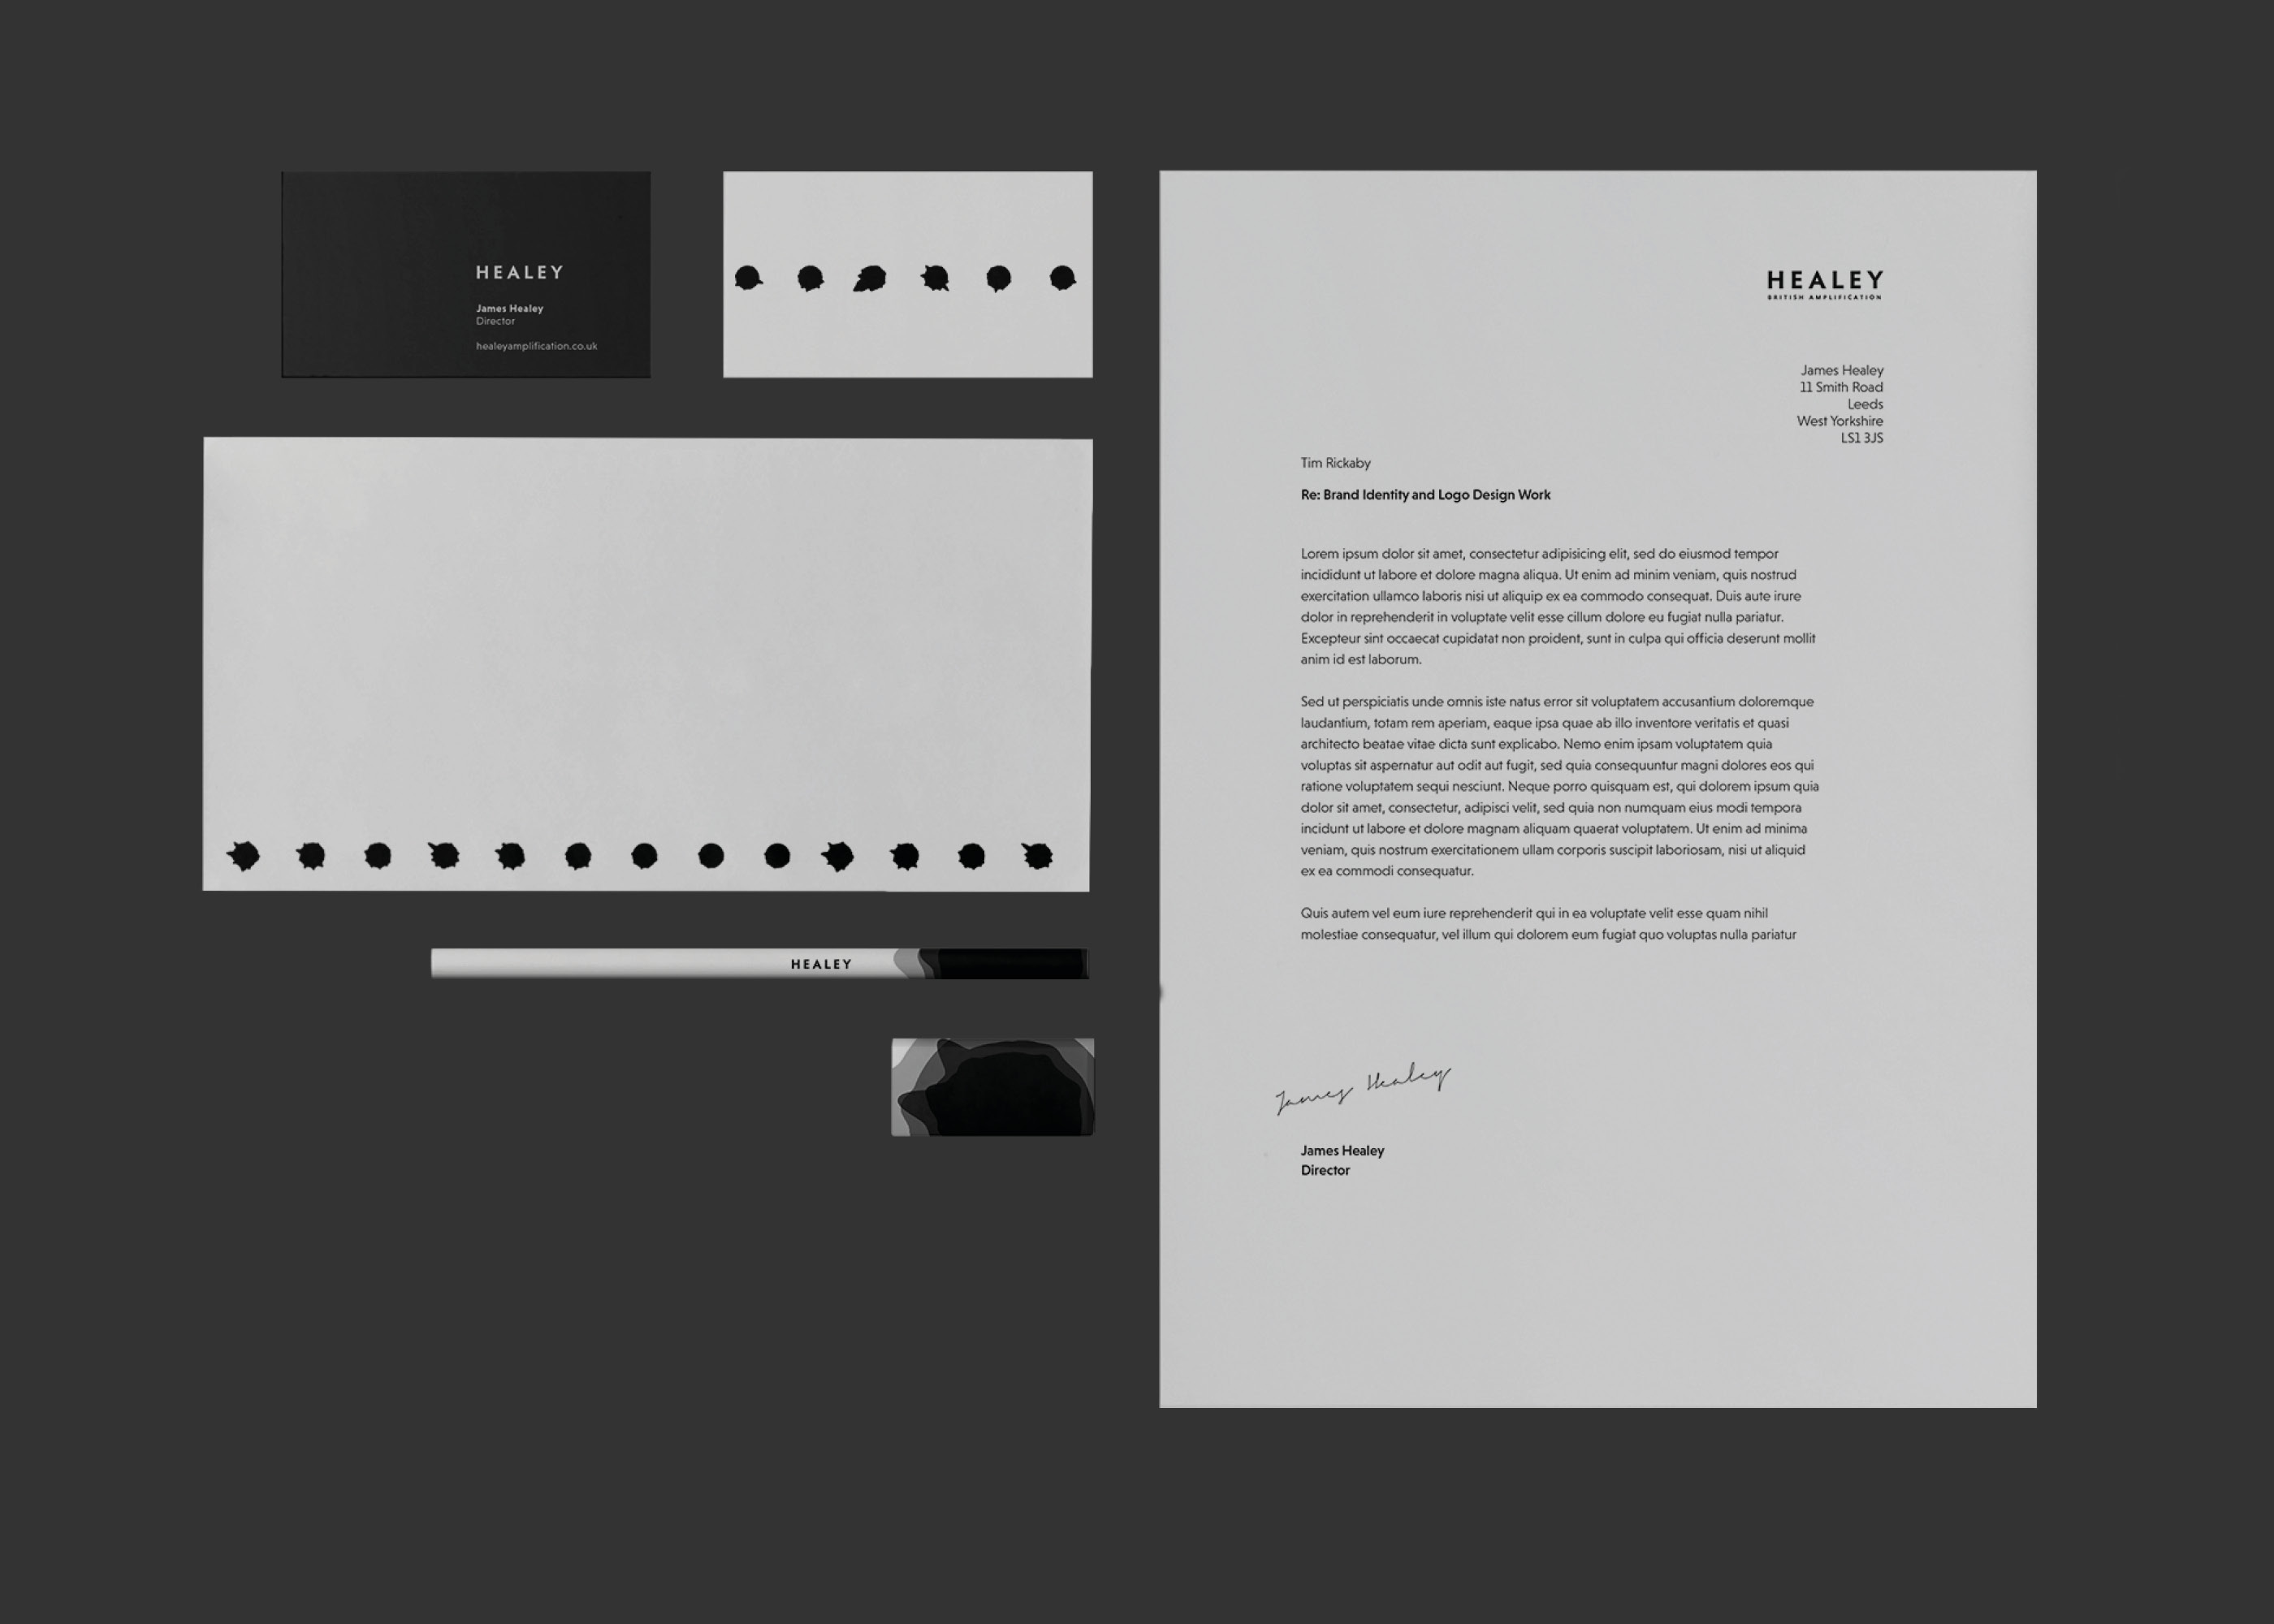 HEALEY
James Healey
Director
healeyamplification.co.uk
HEALEY
HEALEY
BRITISH AMPLIFICATION
James Healey
11 Smith Road
Leeds
West Yorkshire
LS1 3JS
Tim Rickaby
Re: Brand Identity and Logo Design Work
Lorem ipsum dolor sit amet, consectetur adipisicing elit, sed do eiusmod tempor
incididunt ut labore et dolore magna aliqua. Ut enim ad minim veniam, quis nostrud
exercitation ullamco laboris nisi ut aliquip ex ea commodo consequat. Duis aute irure
dolor in reprehenderit in voluptate velit esse cillum dolore eu fugiat nulla pariatur.
Excepteur sint occaecat cupidatat non proident, sunt in culpa qui officia deserunt mollit
anim id est laborum.
Sed ut perspiciatis unde omnis iste natus error sit voluptatem accusantium doloremque
laudantium, totam rem aperiam, eaque ipsa quae ab illo inventore veritatis et quasi
architecto beatae vitae dicta sunt explicabo. Nemo enim ipsam voluptatem quia
voluptas sit aspernatur aut odit aut fugit, sed quia consequuntur magni dolores eos qui
ratione voluptatem sequi nesciunt. Neque porro quisquam est, qui dolorem ipsum quia
dolor sit amet, consectetur, adipisci velit, sed quia non numquam eius modi tempora
incidunt ut labore et dolore magnam aliquam quaerat voluptatem. Ut enim ad minima
veniam, quis nostrum exercitationem ullam corporis suscipit laboriosam, nisi ut aliquid
ex ea commodi consequatur.
Quis autem vel eum iure reprehenderit qui in ea voluptate velit esse quam nihil
molestiae consequatur, vel illum qui dolorem eum fugiat quo voluptas nulla pariatur
James Healey
James Healey
Director